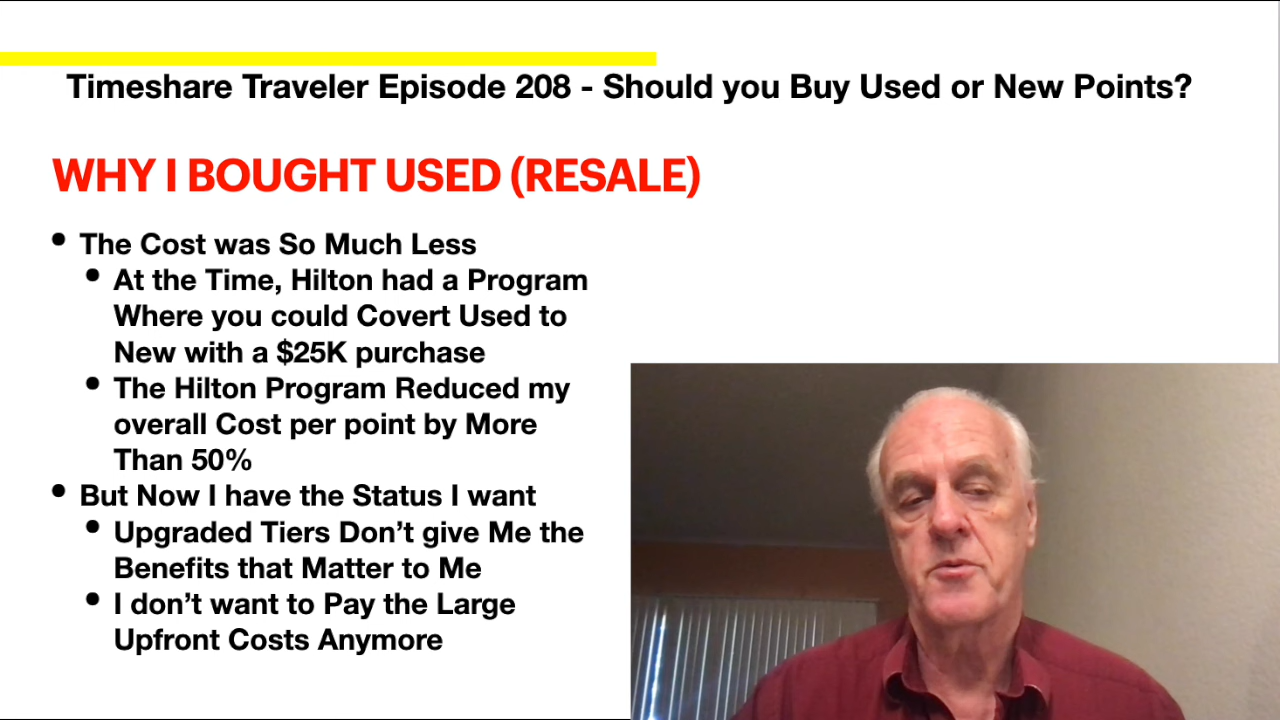 Timeshare Traveler Episode 208 - Should you Buy Used or New Points?
WHY I BOUGHT USED (RESALE)
• The Cost was So Much Less
• At the Time, Hilton had a Program
Where you could Covert Used to
New with a $25K purchase
• The Hilton Program Reduced my
overall Cost per point by More
Than 50%
• But Now I have the Status I want
• Upgraded Tiers Don’t give Me the
Benefits that Matter to Me
• I don’t want to Pay the Large
Upfront Costs Anymore